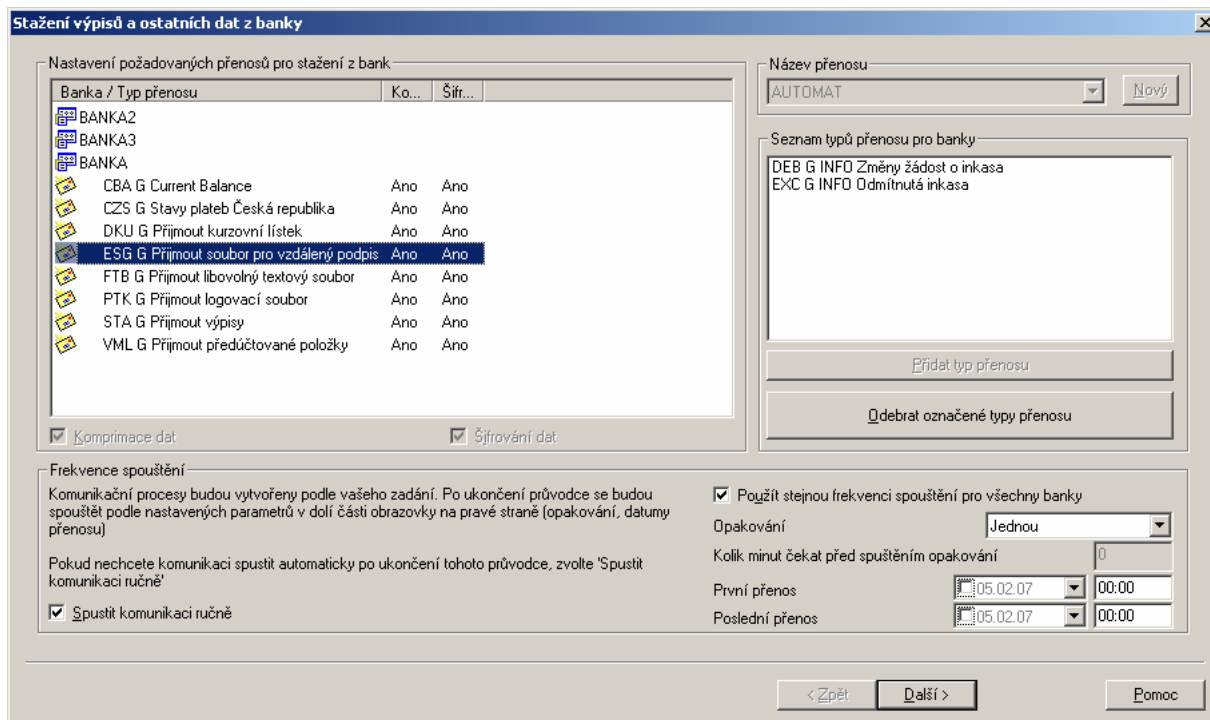 Stažení výpisů a ostatních dat z banky
Nastavení požadovaných přenosů pro stažení z bank
Banka / Typ přenosu Ko... Šifr...
BANKA2
BANKA3
BANKA
CBA G Current Balance Ano Ano
CZS G Stavy plateb Česká republika Ano Ano
DKU G Přijmout kurzovní lístek Ano Ano
ESG G Přijmout soubor pro vzdálený podpis Ano Ano
FTB G Přijmout libovolný textový soubor Ano Ano
PTK G Přijmout logovací soubor Ano Ano
STA G Přijmout výpisy Ano Ano
VML G Přijmout předúčtované položky Ano Ano
Komprimace dat Šifrování dat
Název přenosu
AUTOMAT Nový
Seznam typů přenosu pro banky
DEB G INFO Změny žádost o inkasa
EXC G INFO Odmítnutá inkasa
Přidat typ přenosu
Odebrat označené typy přenosu
Frekvence spouštění
Komunikační procesy budou vytvořeny podle vašeho zadání. Po ukončení průvodce se budou
spouštět podle nastavených parametrů v dolí části obrazovky na pravé straně (opakování, datumy
přenosu)
Pokud nechcete komunikaci spustit automaticky po ukončení tohoto průvodce, zvolte 'Spustit
komunikaci ručně'
Spustit komunikaci ručně
Použít stejnou frekvenci spouštění pro všechny banky
Opakování Jednou
Kolik minut čekat před spuštěním opakování 0
První přenos 05.02.07 00:00
Poslední přenos 05.02.07 00:00
< Zpět Další > Pomoc